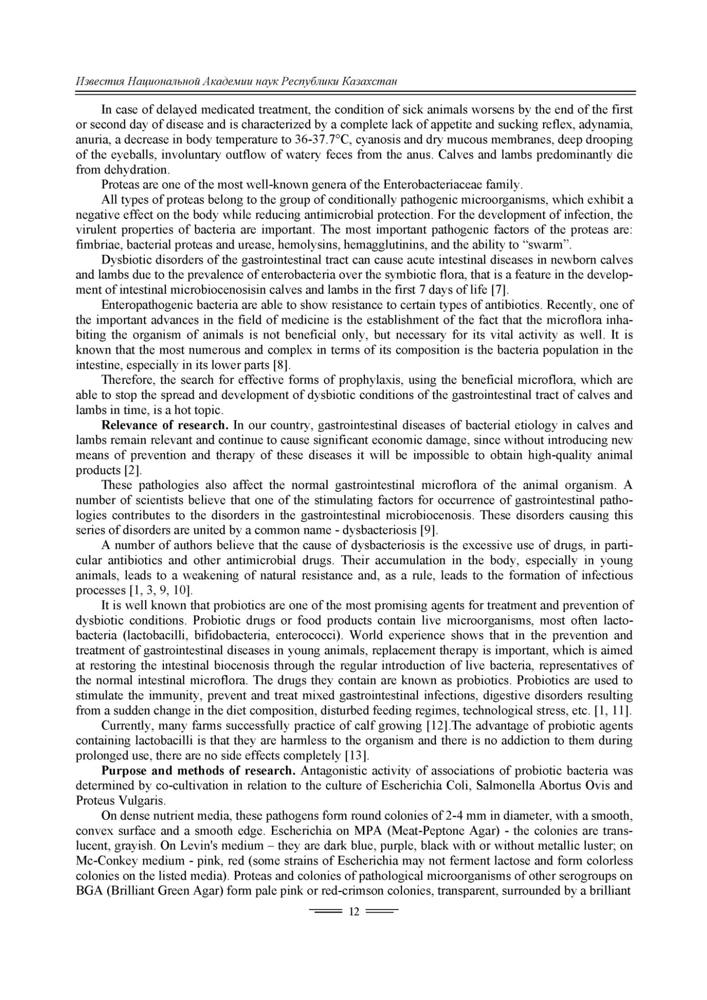 Известия Национальной Академии наук Республики Казахстан
In case of delayed medicated treatment, the condition of sick animals worsens by the end of the first
or second day of disease and is characterized by a complete lack of appetite and sucking reflex, adynamia,
anuria, a decrease in body temperature to 36-37.7°C, cyanosis and dry mucous membranes, deep drooping
of the eyeballs, involuntary outflow of watery feces from the anus. Calves and lambs predominantly die
from dehydration.
Proteas are one of the most well-known genera of the Enterobacteriaceae family.
All types of proteas belong to the group of conditionally pathogenic microorganisms, which exhibit a
negative effect on the body while reducing antimicrobial protection. For the development of infection, the
virulent properties of bacteria are important. The most important pathogenic factors of the proteas are:
fimbriae, bacterial proteas and urease, hemolysins, hemagglutinins, and the ability to “swarm”.
Dysbiotic disorders of the gastrointestinal tract can cause acute intestinal diseases in newborn calves
and lambs due to the prevalence of enterobacteria over the symbiotic flora, that is a feature in the develop-
ment of intestinal microbiocenosisin calves and lambs in the first 7 days of life [7].
Enteropathogenic bacteria are able to show resistance to certain types of antibiotics. Recently, one of
the important advances in the field of medicine is the establishment of the fact that the microflora inha-
biting the organism of animals is not beneficial only, but necessary for its vital activity as well. It is
known that the most numerous and complex in terms of its composition is the bacteria population in the
intestine, especially in its lower parts [8].
Therefore, the search for effective forms of prophylaxis, using the beneficial microflora, which are
able to stop the spread and development of dysbiotic conditions of the gastrointestinal tract of calves and
lambs in time, is a hot topic.
Relevance of research. In our country, gastrointestinal diseases of bacterial etiology in calves and
lambs remain relevant and continue to cause significant economic damage, since without introducing new
means of prevention and therapy of these diseases it will be impossible to obtain high-quality animal
products [2].
These pathologies also affect the normal gastrointestinal microflora of the animal organism. A
number of scientists believe that one of the stimulating factors for occurrence of gastrointestinal patho-
logies contributes to the disorders in the gastrointestinal microbiocenosis. These disorders causing this
series of disorders are united by a common name - dysbacteriosis [9].
A number of authors believe that the cause of dysbacteriosis is the excessive use of drugs, in parti-
cular antibiotics and other antimicrobial drugs. Their accumulation in the body, especially in young
animals, leads to a weakening of natural resistance and, as a rule, leads to the formation of infectious
processes [1, 3, 9, 10].
It is well known that probiotics are one of the most promising agents for treatment and prevention of
dysbiotic conditions. Probiotic drugs or food products contain live microorganisms, most often lacto-
bacteria (lactobacilli, bifidobacteria, enterococci). World experience shows that in the prevention and
treatment of gastrointestinal diseases in young animals, replacement therapy is important, which is aimed
at restoring the intestinal biocenosis through the regular introduction of live bacteria, representatives of
the normal intestinal microflora. The drugs they contain are known as probiotics. Probiotics are used to
stimulate the immunity, prevent and treat mixed gastrointestinal infections, digestive disorders resulting
from a sudden change in the diet composition, disturbed feeding regimes, technological stress, etc. [1, 11].
Currently, many farms successfully practice of calf growing [12].The advantage of probiotic agents
containing lactobacilli is that they are harmless to the organism and there is no addiction to them during
prolonged use, there are no side effects completely [13].
Purpose and methods of research. Antagonistic activity of associations of probiotic bacteria was
determined by co-cultivation in relation to the culture of Escherichia Coli, Salmonella Abortus Ovis and
Proteus Vulgaris.
On dense nutrient media, these pathogens form round colonies of 2-4 mm in diameter, with a smooth,
convex surface and a smooth edge. Escherichia on MPA (Meat-Peptone Agar) - the colonies are trans-
lucent, grayish. On Levin's medium – they are dark blue, purple, black with or without metallic luster; on
Mc-Conkey medium - pink, red (some strains of Escherichia may not ferment lactose and form colorless
colonies on the listed media). Proteas and colonies of pathological microorganisms of other serogroups on
BGA (Brilliant Green Agar) form pale pink or red-crimson colonies, transparent, surrounded by a brilliant
12